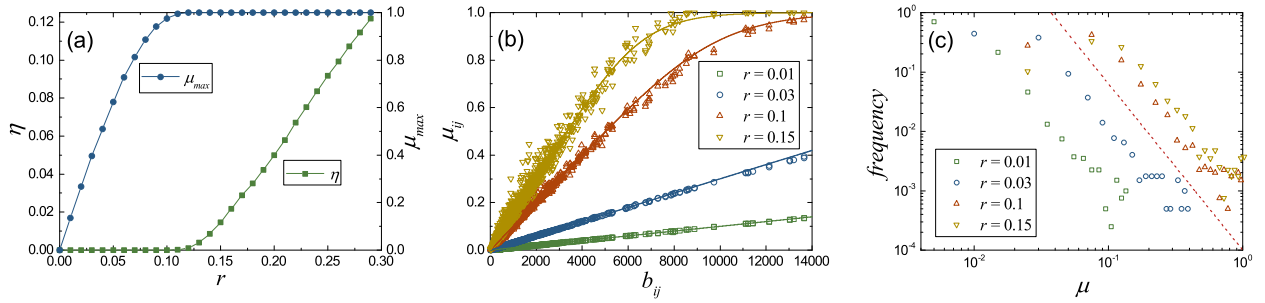 (a)
η
0.12
0.12
0.06
0.04
0.12
0.00
0.00 0.05 0.10 0.15 0.20 0.25 0.30
r
1.0
0.8
0.6
0.4
0.2
0.0
μmax
μmax
η
(b)
μij
1.0
0.8
0.6
0.4
0.2
0.0
0 2000 4000 6000 8000 10000 12000 14000
bij
r = 0.01
r = 0.03
r = 0.1
r = 0.15
(c)
frequency
10^0
10^-1
10^-2
10^-3
10^-4
10^-2 10^-1 10^0
μ
r = 0.01
r = 0.03
r = 0.1
r = 0.15